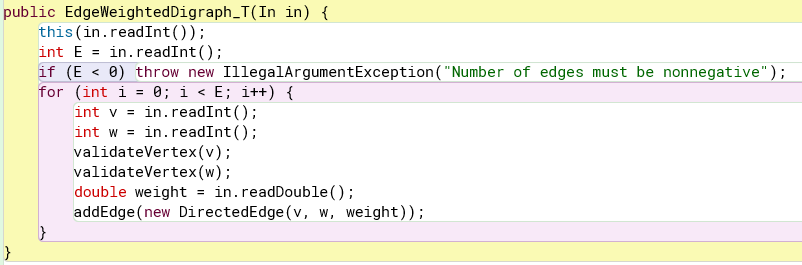 public EdgeWeightedDigraph_T(In in) {
    this(in.readInt());
    int E = in.readInt();
    if (E < 0) throw new IllegalArgumentException("Number of edges must be nonnegative");
    for (int i = 0; i < E; i++) {
        int v = in.readInt();
        int w = in.readInt();
        validateVertex(v);
        validateVertex(w);
        double weight = in.readDouble();
        addEdge(new DirectedEdge(v, w, weight));
    }
}